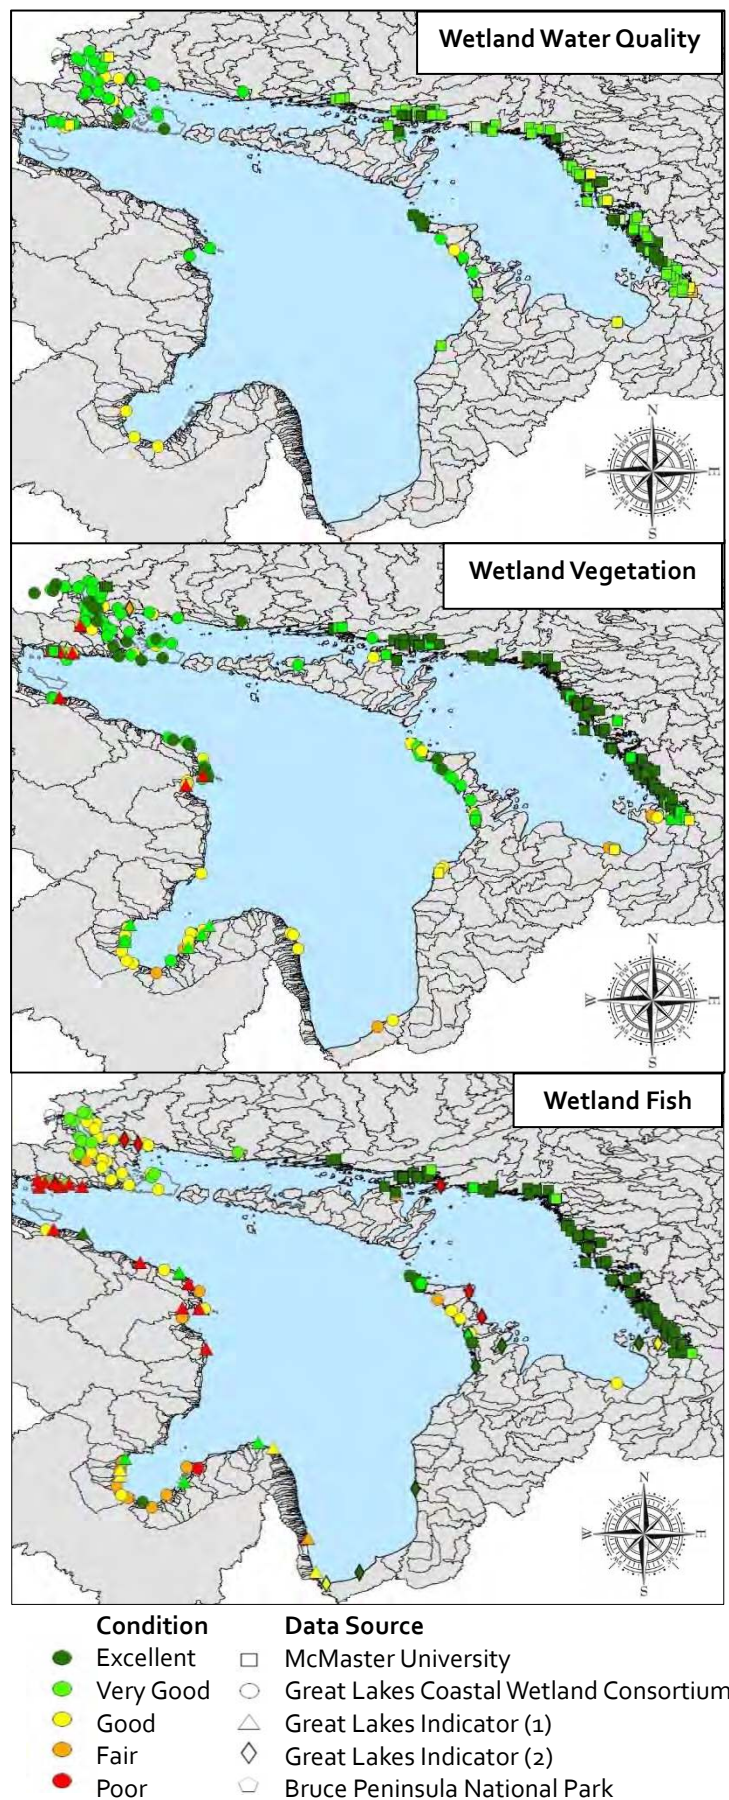 Wetland Water Quality
N
W
E
S
Wetland Vegetation
N
W
E
S
Wetland Fish
N
W
E
S
Condition Data Source
Excellent McMaster University
Very Good Great Lakes Coastal Wetland Consortium
Good Great Lakes Indicator (1)
Fair Great Lakes Indicator (2)
Poor Bruce Peninsula National Park